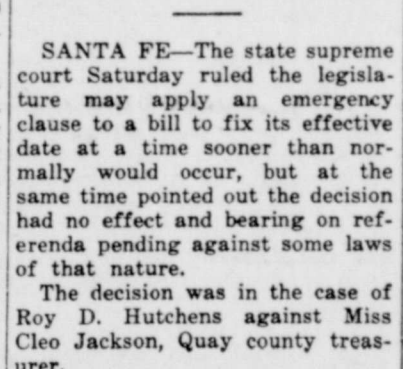 SANTA FE—The state supreme
court Saturday ruled the legisla-
ture may apply an emergency
clause to a bill to fix its effective
date at a time sooner than nor-
mally would occur, but at the
same time pointed out the decision
had no effect and bearing on ref-
erenda pending against some laws
of that nature.
The decision was in the case of
Roy D. Hutchens against Miss
Cleo Jackson, Quay county treas-
urer.